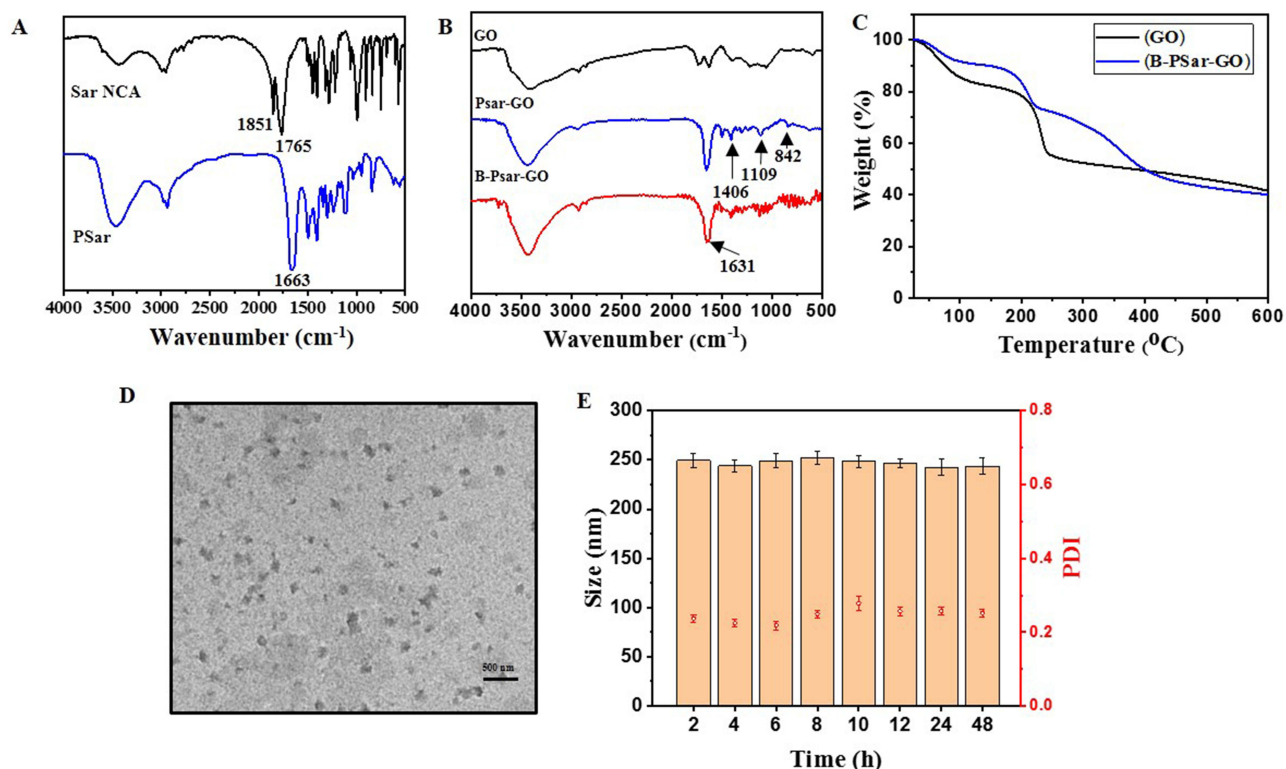 A
Sar NCA
1851
1765
PSar
1663
4000 3500 3000 2500 2000 1500 1000 500
Wavenumber (cm-1)
B
GO
Psar-GO
1406
1109
842
B-Psar-GO
1631
4000 3500 3000 2500 2000 1500 1000 500
Wavenumber (cm-1)
C
(GO)
(B-PSar-GO)
100
80
60
40
20
0
Weight (%)
100 200 300 400 500 600
Temperature (⁰C)
D
500 nm
E
300
250
200
150
100
50
0
Size (nm)
0.8
0.6
0.4
0.2
0.0
PDI
2 4 6 8 10 12 24 48
Time (h)